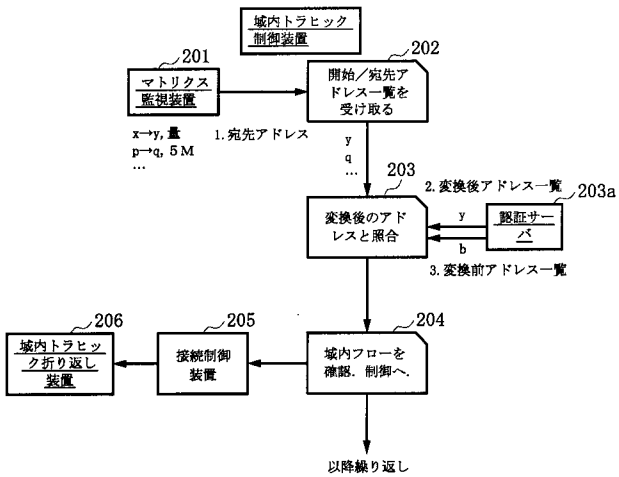 域内トラヒック
制御装置
201
マトリクス
監視装置
x→y, 量
p→q, 5M
…
1. 宛先アドレス
202
開始／宛先ア
ドレス一覧を
受け取る
y
q
…
203
変換後のアド
レスと照合
2. 変換後アドレス一覧
203a
認証サー
バ
y
b
3. 変換前アドレス一覧
204
域内フローを
確認. 制御へ.
205
接続制御
装置
206
域内トラヒッ
ク折り返し
装置
以降繰り返し